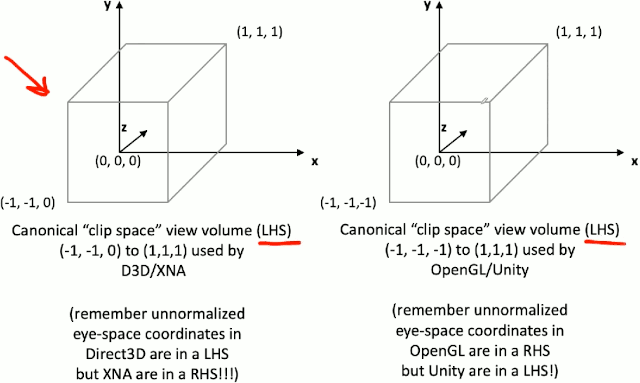 y
(1, 1, 1)
z
(0, 0, 0)
x
(-1, -1, 0)
Canonical “clip space” view volume (LHS)
(-1, -1, 0) to (1,1,1) used by
D3D/XNA
(remember unnormalized
eye-space coordinates in
Direct3D are in a LHS
but XNA are in a RHS!!!)
y
(1, 1, 1)
z
(0, 0, 0)
x
(-1, -1,-1)
Canonical “clip space” view volume (LHS)
(-1, -1, -1) to (1,1,1) used by
OpenGL/Unity
(remember unnormalized
eye-space coordinates in
OpenGL are in a RHS
but Unity are in a LHS!)